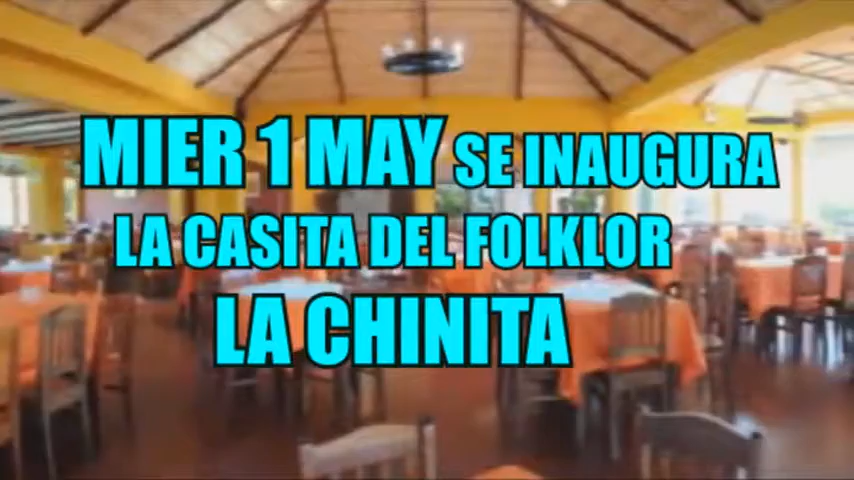 MIER 1 MAY SE INAUGURA
LA CASITA DEL FOLKLOR
LA CHINITA